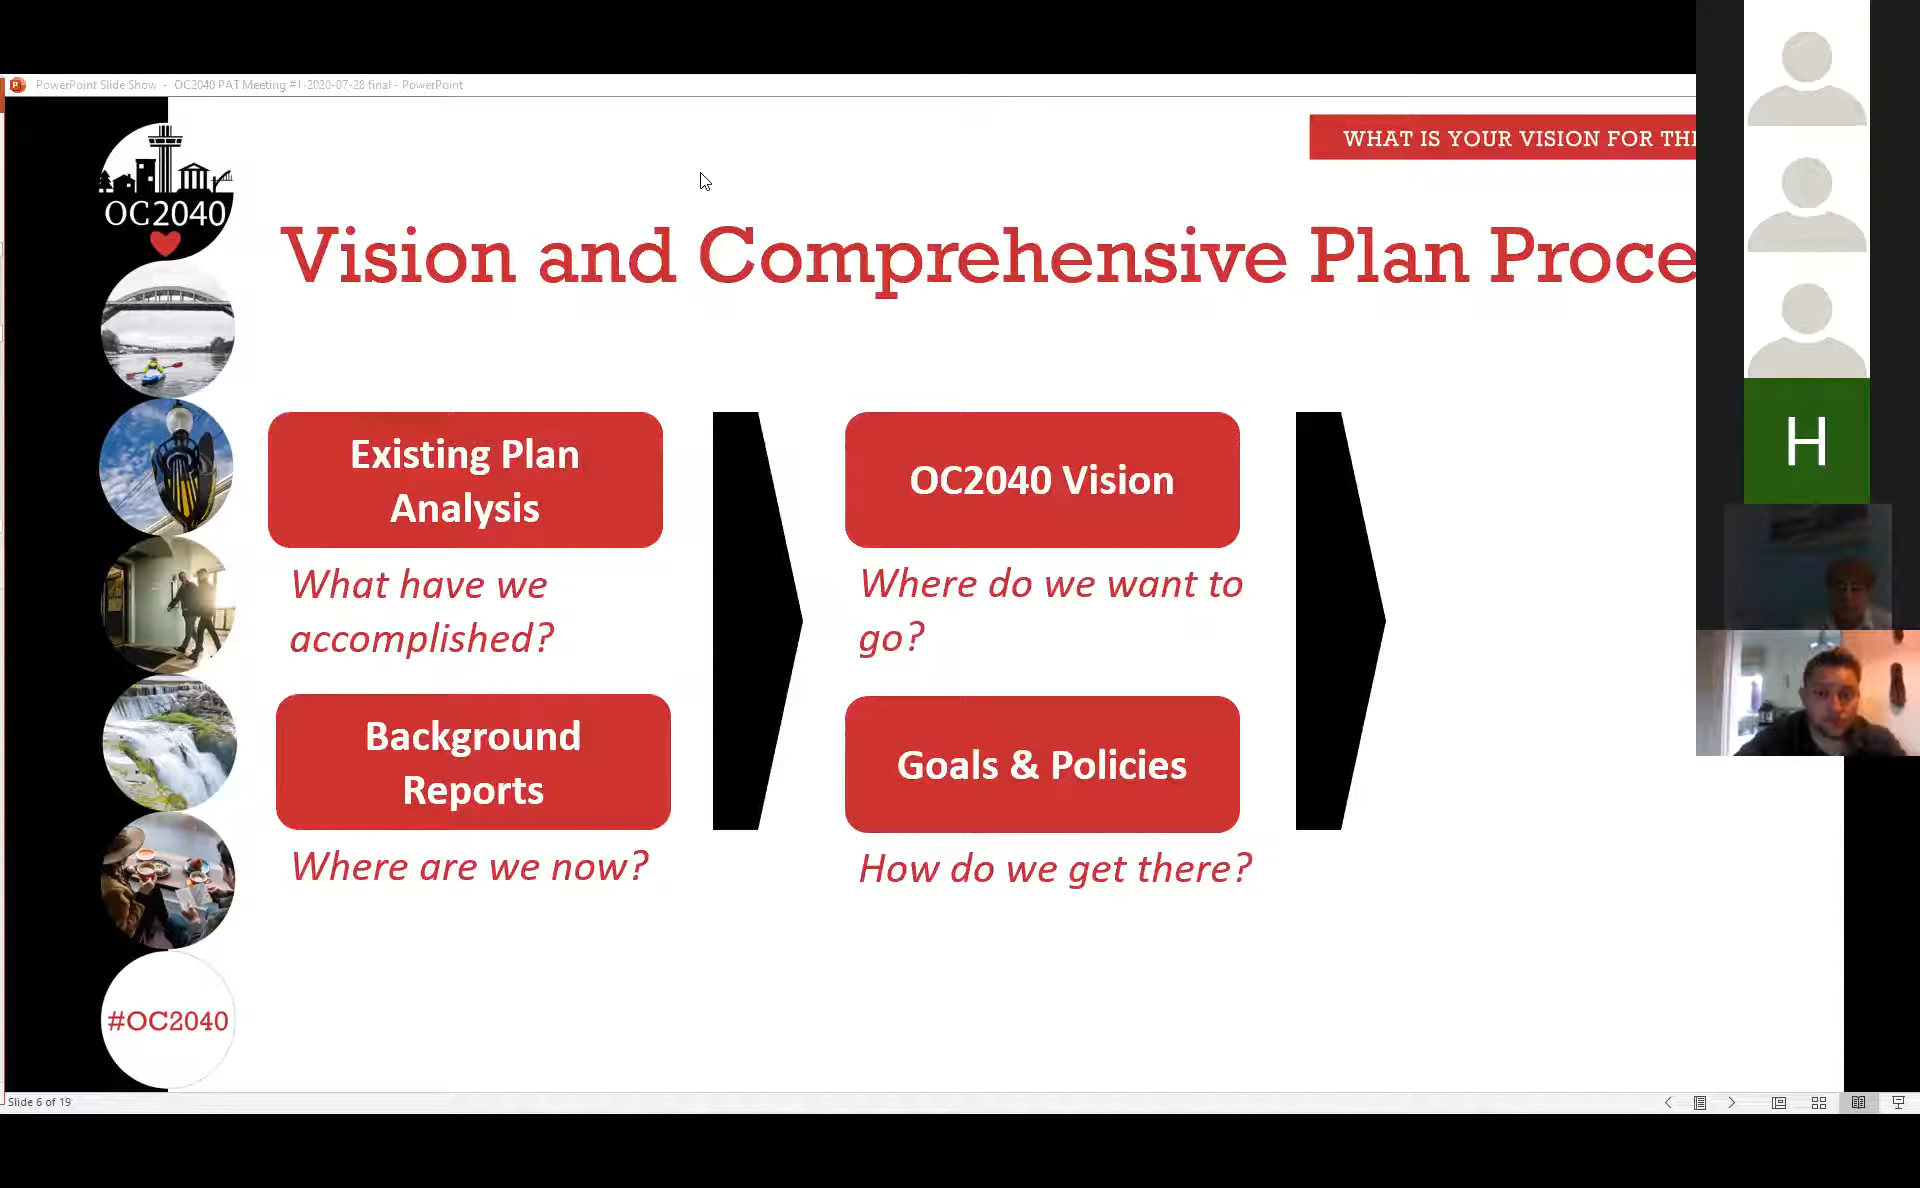 PowerPoint Slide Show - OC2040 PAT Meeting #1-2020-07-28 final - PowerPoint
WHAT IS YOUR VISION FOR TH
OC2040
Vision and Comprehensive Plan Proce
Existing Plan
Analysis
What have we
accomplished?
Background
Reports
Where are we now?
OC2040 Vision
Where do we want to
go?
Goals & Policies
How do we get there?
H
#OC2040
Slide 6 of 19